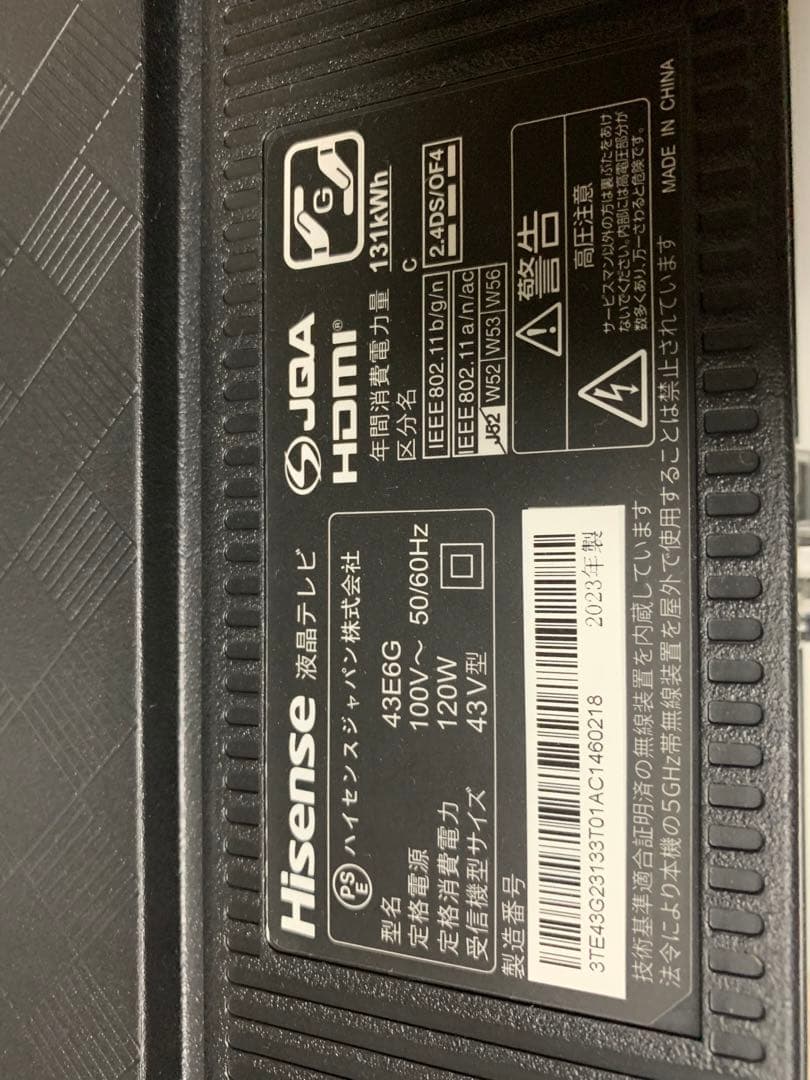 Hisense 液晶テレビ
PS
E
ハイセンスジャパン株式会社
型名 43E6G
定格電源 100V～ 50/60Hz
定格消費電力 120W
受信機型サイズ 43V型
製造番号
3TE43G23133T01AC1460218 2023年製
JQA
G
HDMI®
年間消費電力量 131kWh
区分名 C
IEEE802.11b/g/n
2.4DS/OF4
IEEE802.11a/n/ac
J52 W52 W53 W56
警告
高圧注意
サービスマン以外の方は裏ぶたをあけ
ないでください。内部には高電圧部分が
数多くあり、万一さわると危険です。
技術基準適合証明済の無線装置を内蔵しています
法令により本機の5GHz帯無線装置を屋外で使用することは禁止されています
MADE IN CHINA